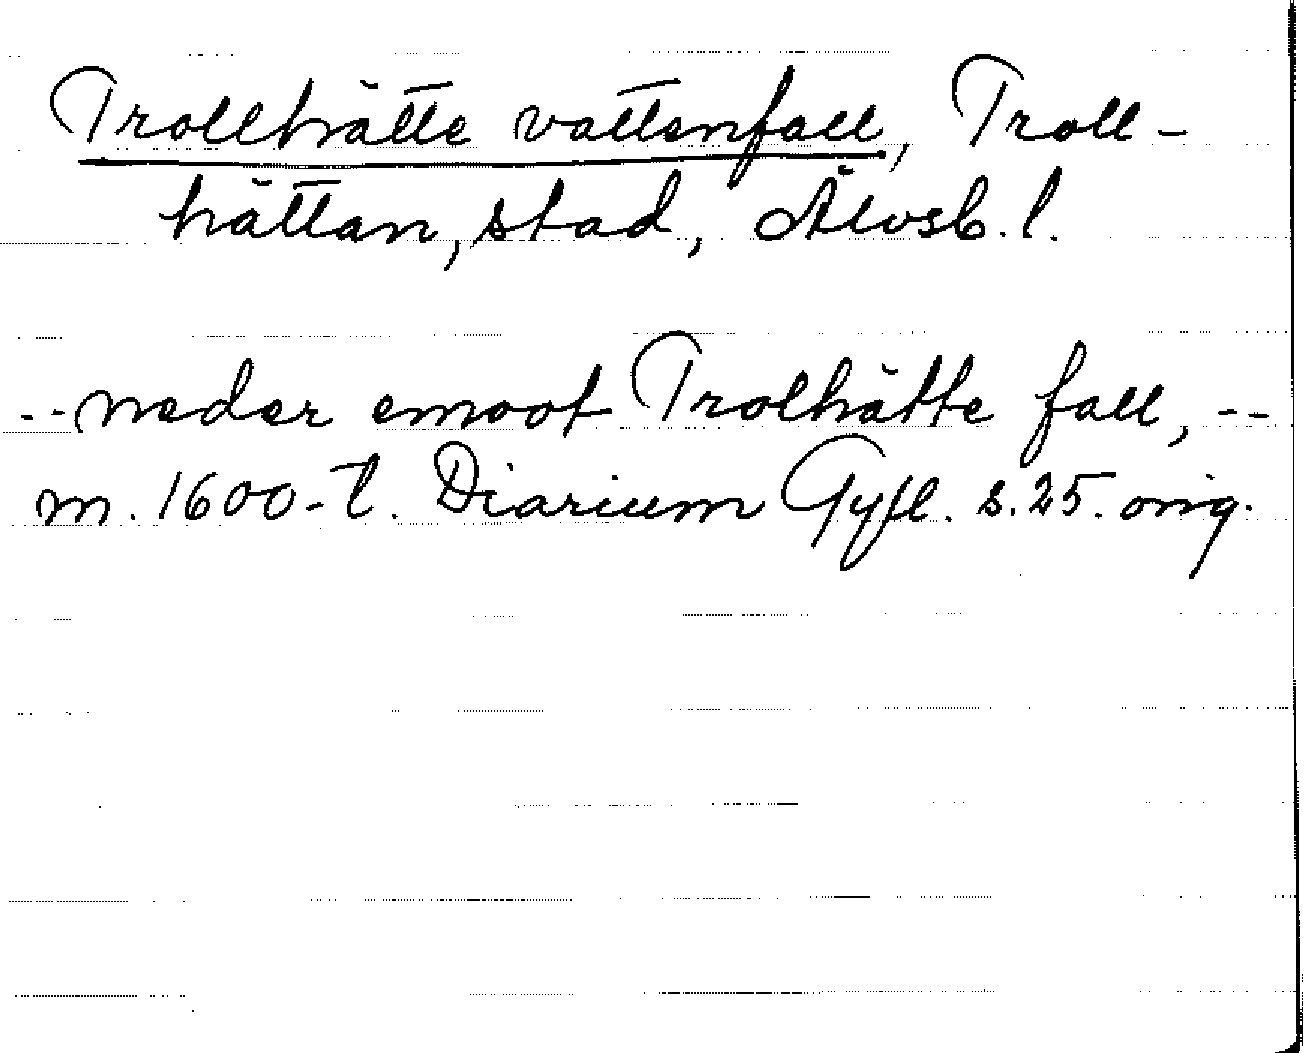 Trollhätte vattenfall, Troll-
hättan, stad, Älvsb. l.
--neder emoot Trolhätte fall, --
m. 1600-t. Diarium Gyll. s. 25. orig.